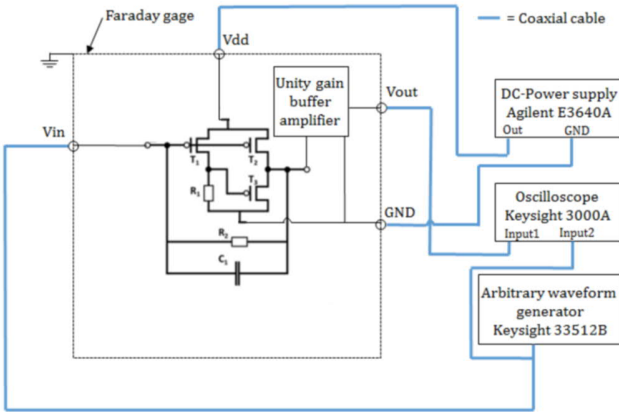 Faraday gage
= Coaxial cable
Vdd
Unity gain
buffer
amplifier
Vout
DC-Power supply
Agilent E3640A
Out GND
Vin
T₁
T₂
T₃
R₁
GND
Oscilloscope
Keysight 3000A
Input1 Input2
R₂
C₁
Arbitrary waveform
generator
Keysight 33512B